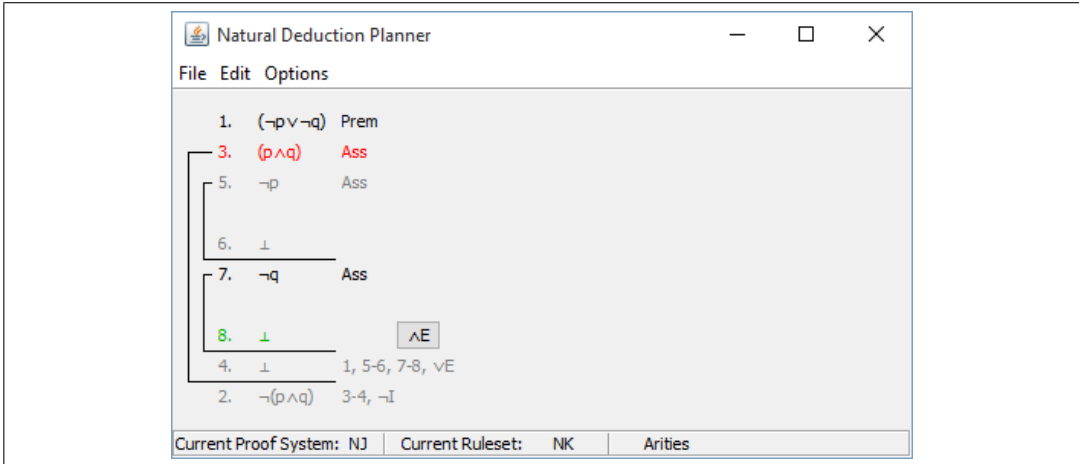 Natural Deduction Planner
File Edit Options
1. (¬p∨¬q) Prem
3. (p∧q) Ass
5. ¬p Ass
6. ⊥
7. ¬q Ass
8. ⊥ ∧E
4. ⊥ 1, 5-6, 7-8, ∨E
2. ¬(p∧q) 3-4, ¬I
Current Proof System: NJ Current Ruleset: NK Arities